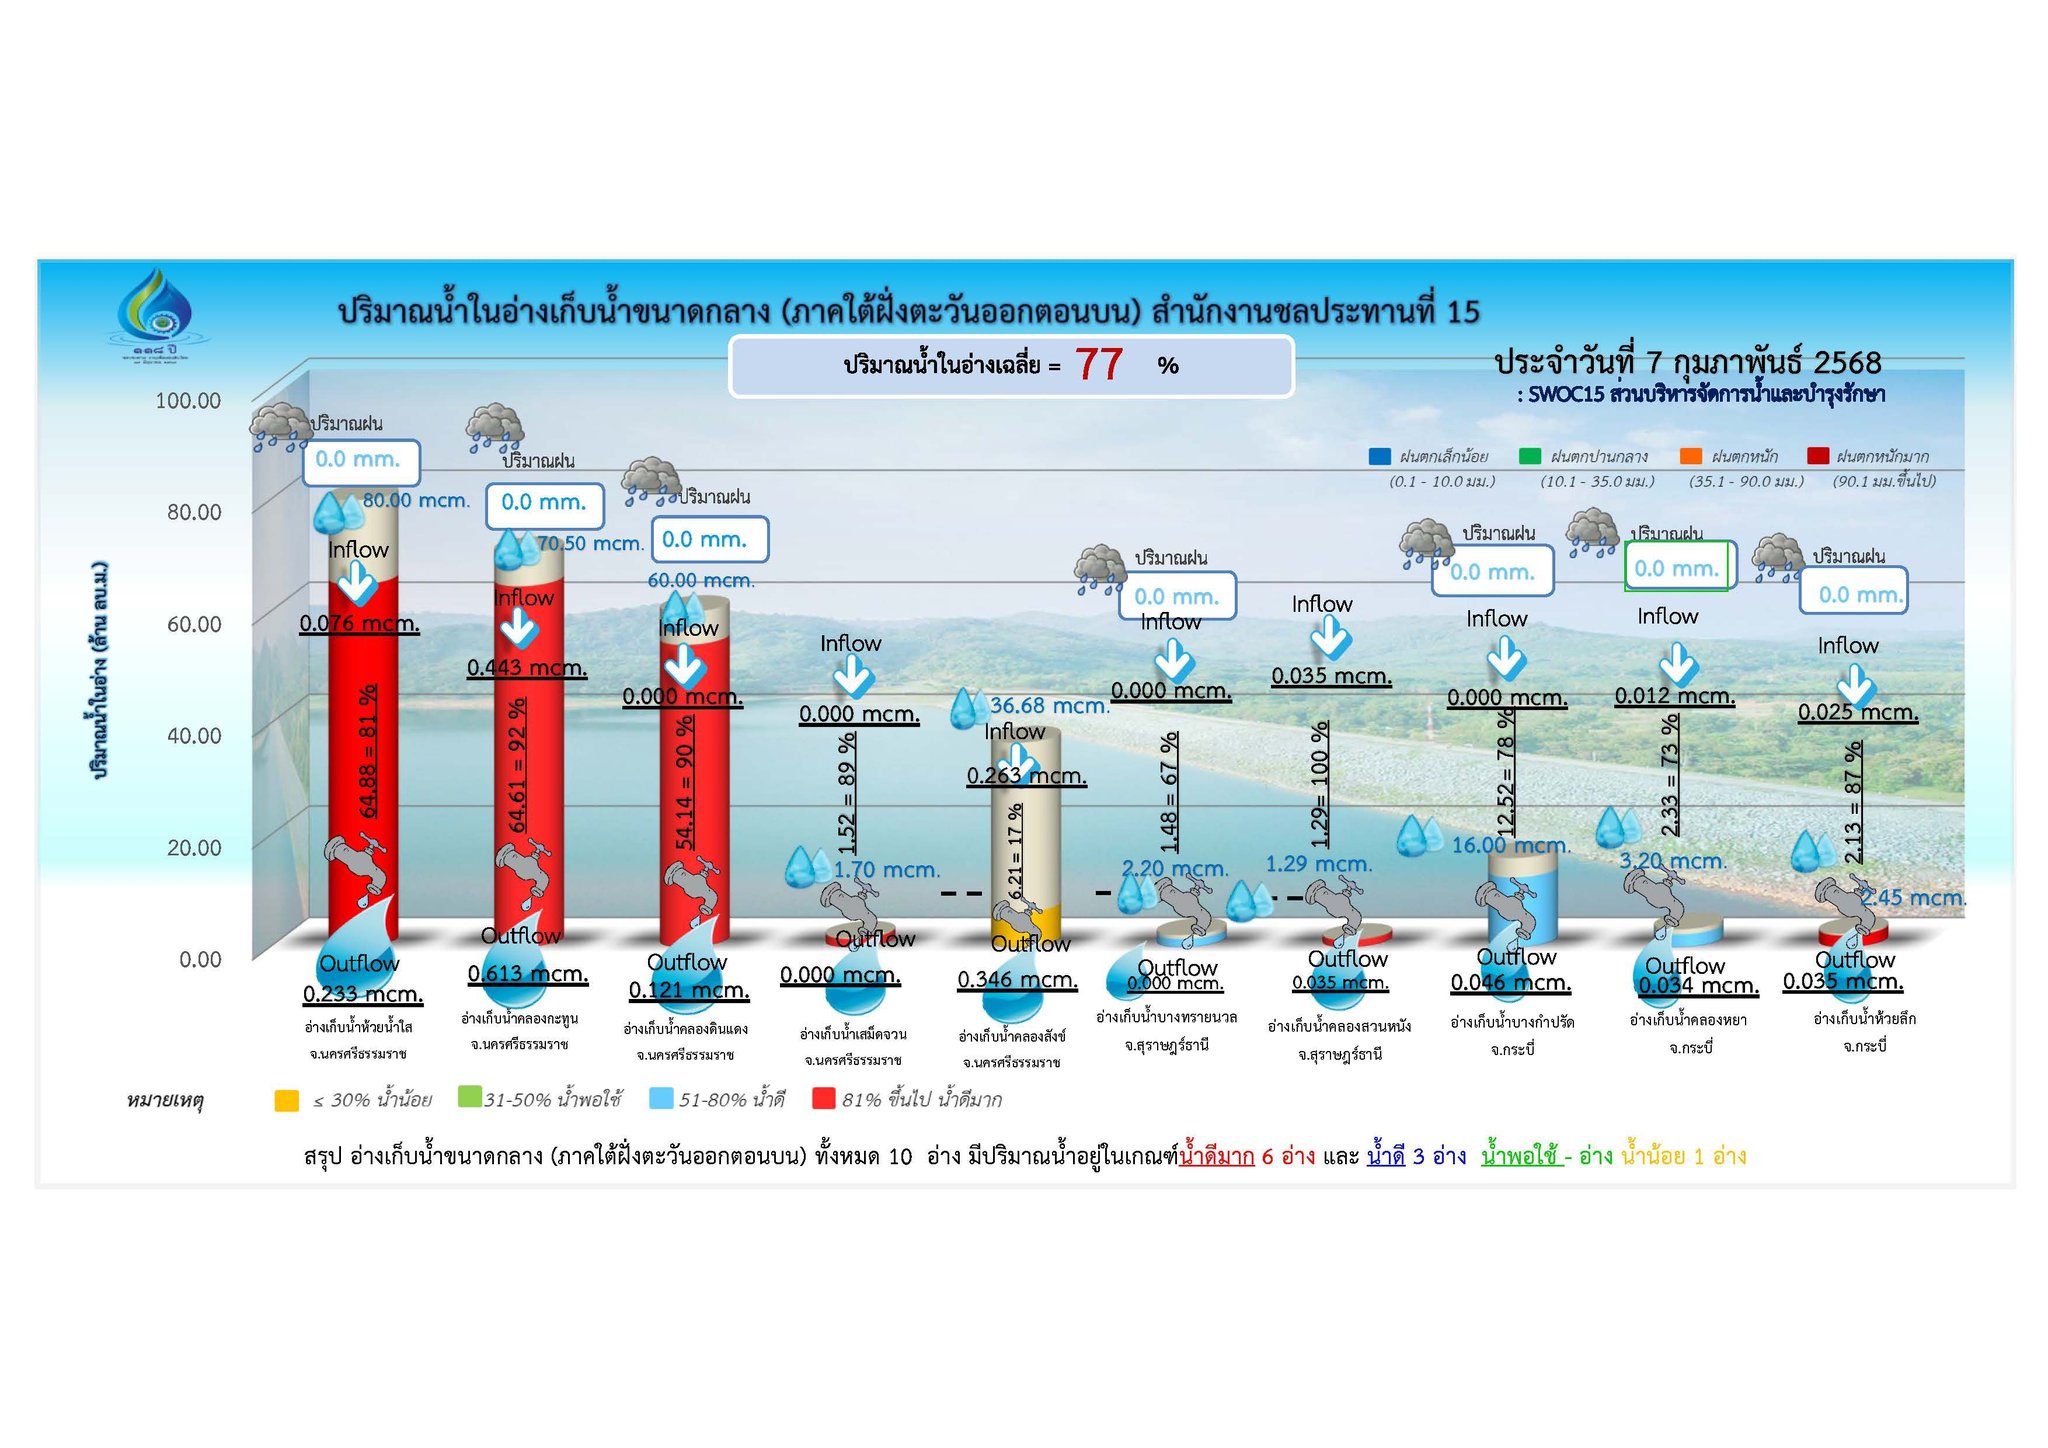 ปริมาณน้ำในอ่างเก็บน้ำขนาดกลาง (ภาคใต้ฝั่งตะวันออกตอนบน) สำนักงานชลประทานที่ 15
ปริมาณน้ำในอ่างเฉลี่ย = 77 %
ประจำวันที่ 7 กุมภาพันธ์ 2568
: SWOC15 ส่วนบริหารจัดการน้ำและบำรุงรักษา
๑๑๘ ปี
ฝนตกเล็กน้อย ฝนตกปานกลาง ฝนตกหนัก ฝนตกหนักมาก
(0.1 - 10.0 มม.) (10.1 - 35.0 มม.) (35.1 - 90.0 มม.) (90.1 มม.ขึ้นไป)
ปริมาณน้ำในอ่าง (ล้าน ลบ.ม.)
100.00
80.00
60.00
40.00
20.00
0.00
ปริมาณฝน
0.0 mm.
80.00 mcm.
Inflow
0.076 mcm.
64.88 = 81 %
Outflow
0.233 mcm.
อ่างเก็บน้ำห้วยน้ำใส
จ.นครศรีธรรมราช
ปริมาณฝน
0.0 mm.
70.50 mcm.
Inflow
0.443 mcm.
64.61 = 92 %
Outflow
0.613 mcm.
อ่างเก็บน้ำคลองกะทูน
จ.นครศรีธรรมราช
ปริมาณฝน
0.0 mm.
60.00 mcm.
Inflow
0.000 mcm.
54.14 = 90 %
Outflow
0.121 mcm.
อ่างเก็บน้ำคลองดินแดง
จ.นครศรีธรรมราช
Inflow
0.000 mcm.
1.52 = 89 %
1.70 mcm.
Outflow
0.000 mcm.
อ่างเก็บน้ำเสม็ดจวน
จ.นครศรีธรรมราช
36.68 mcm.
Inflow
0.263 mcm.
6.21= 17 %
Outflow
0.346 mcm.
อ่างเก็บน้ำคลองสังข์
จ.นครศรีธรรมราช
ปริมาณฝน
0.0 mm.
Inflow
0.000 mcm.
1.48 = 67 %
2.20 mcm.
Outflow
0.000 mcm.
อ่างเก็บน้ำบางทรายนวล
จ.สุราษฎร์ธานี
Inflow
0.035 mcm.
1.29= 100 %
1.29 mcm.
Outflow
0.035 mcm.
อ่างเก็บน้ำคลองสวนหนัง
จ.สุราษฎร์ธานี
ปริมาณฝน
0.0 mm.
Inflow
0.000 mcm.
12.52= 78 %
16.00 mcm.
Outflow
0.046 mcm.
อ่างเก็บน้ำบางกำปรัด
จ.กระบี่
ปริมาณฝน
0.0 mm.
Inflow
0.012 mcm.
2.33 = 73 %
3.20 mcm.
Outflow
0.034 mcm.
อ่างเก็บน้ำคลองหยา
จ.กระบี่
ปริมาณฝน
0.0 mm.
Inflow
0.025 mcm.
2.13 = 87 %
2.45 mcm.
Outflow
0.035 mcm.
อ่างเก็บน้ำห้วยลึก
จ.กระบี่
หมายเหตุ ≤ 30% น้ำน้อย 31-50% น้ำพอใช้ 51-80% น้ำดี 81% ขึ้นไป น้ำดีมาก
สรุป อ่างเก็บน้ำขนาดกลาง (ภาคใต้ฝั่งตะวันออกตอนบน) ทั้งหมด 10 อ่าง มีปริมาณน้ำอยู่ในเกณฑ์น้ำดีมาก 6 อ่าง และ น้ำดี 3 อ่าง น้ำพอใช้ - อ่าง น้ำน้อย 1 อ่าง